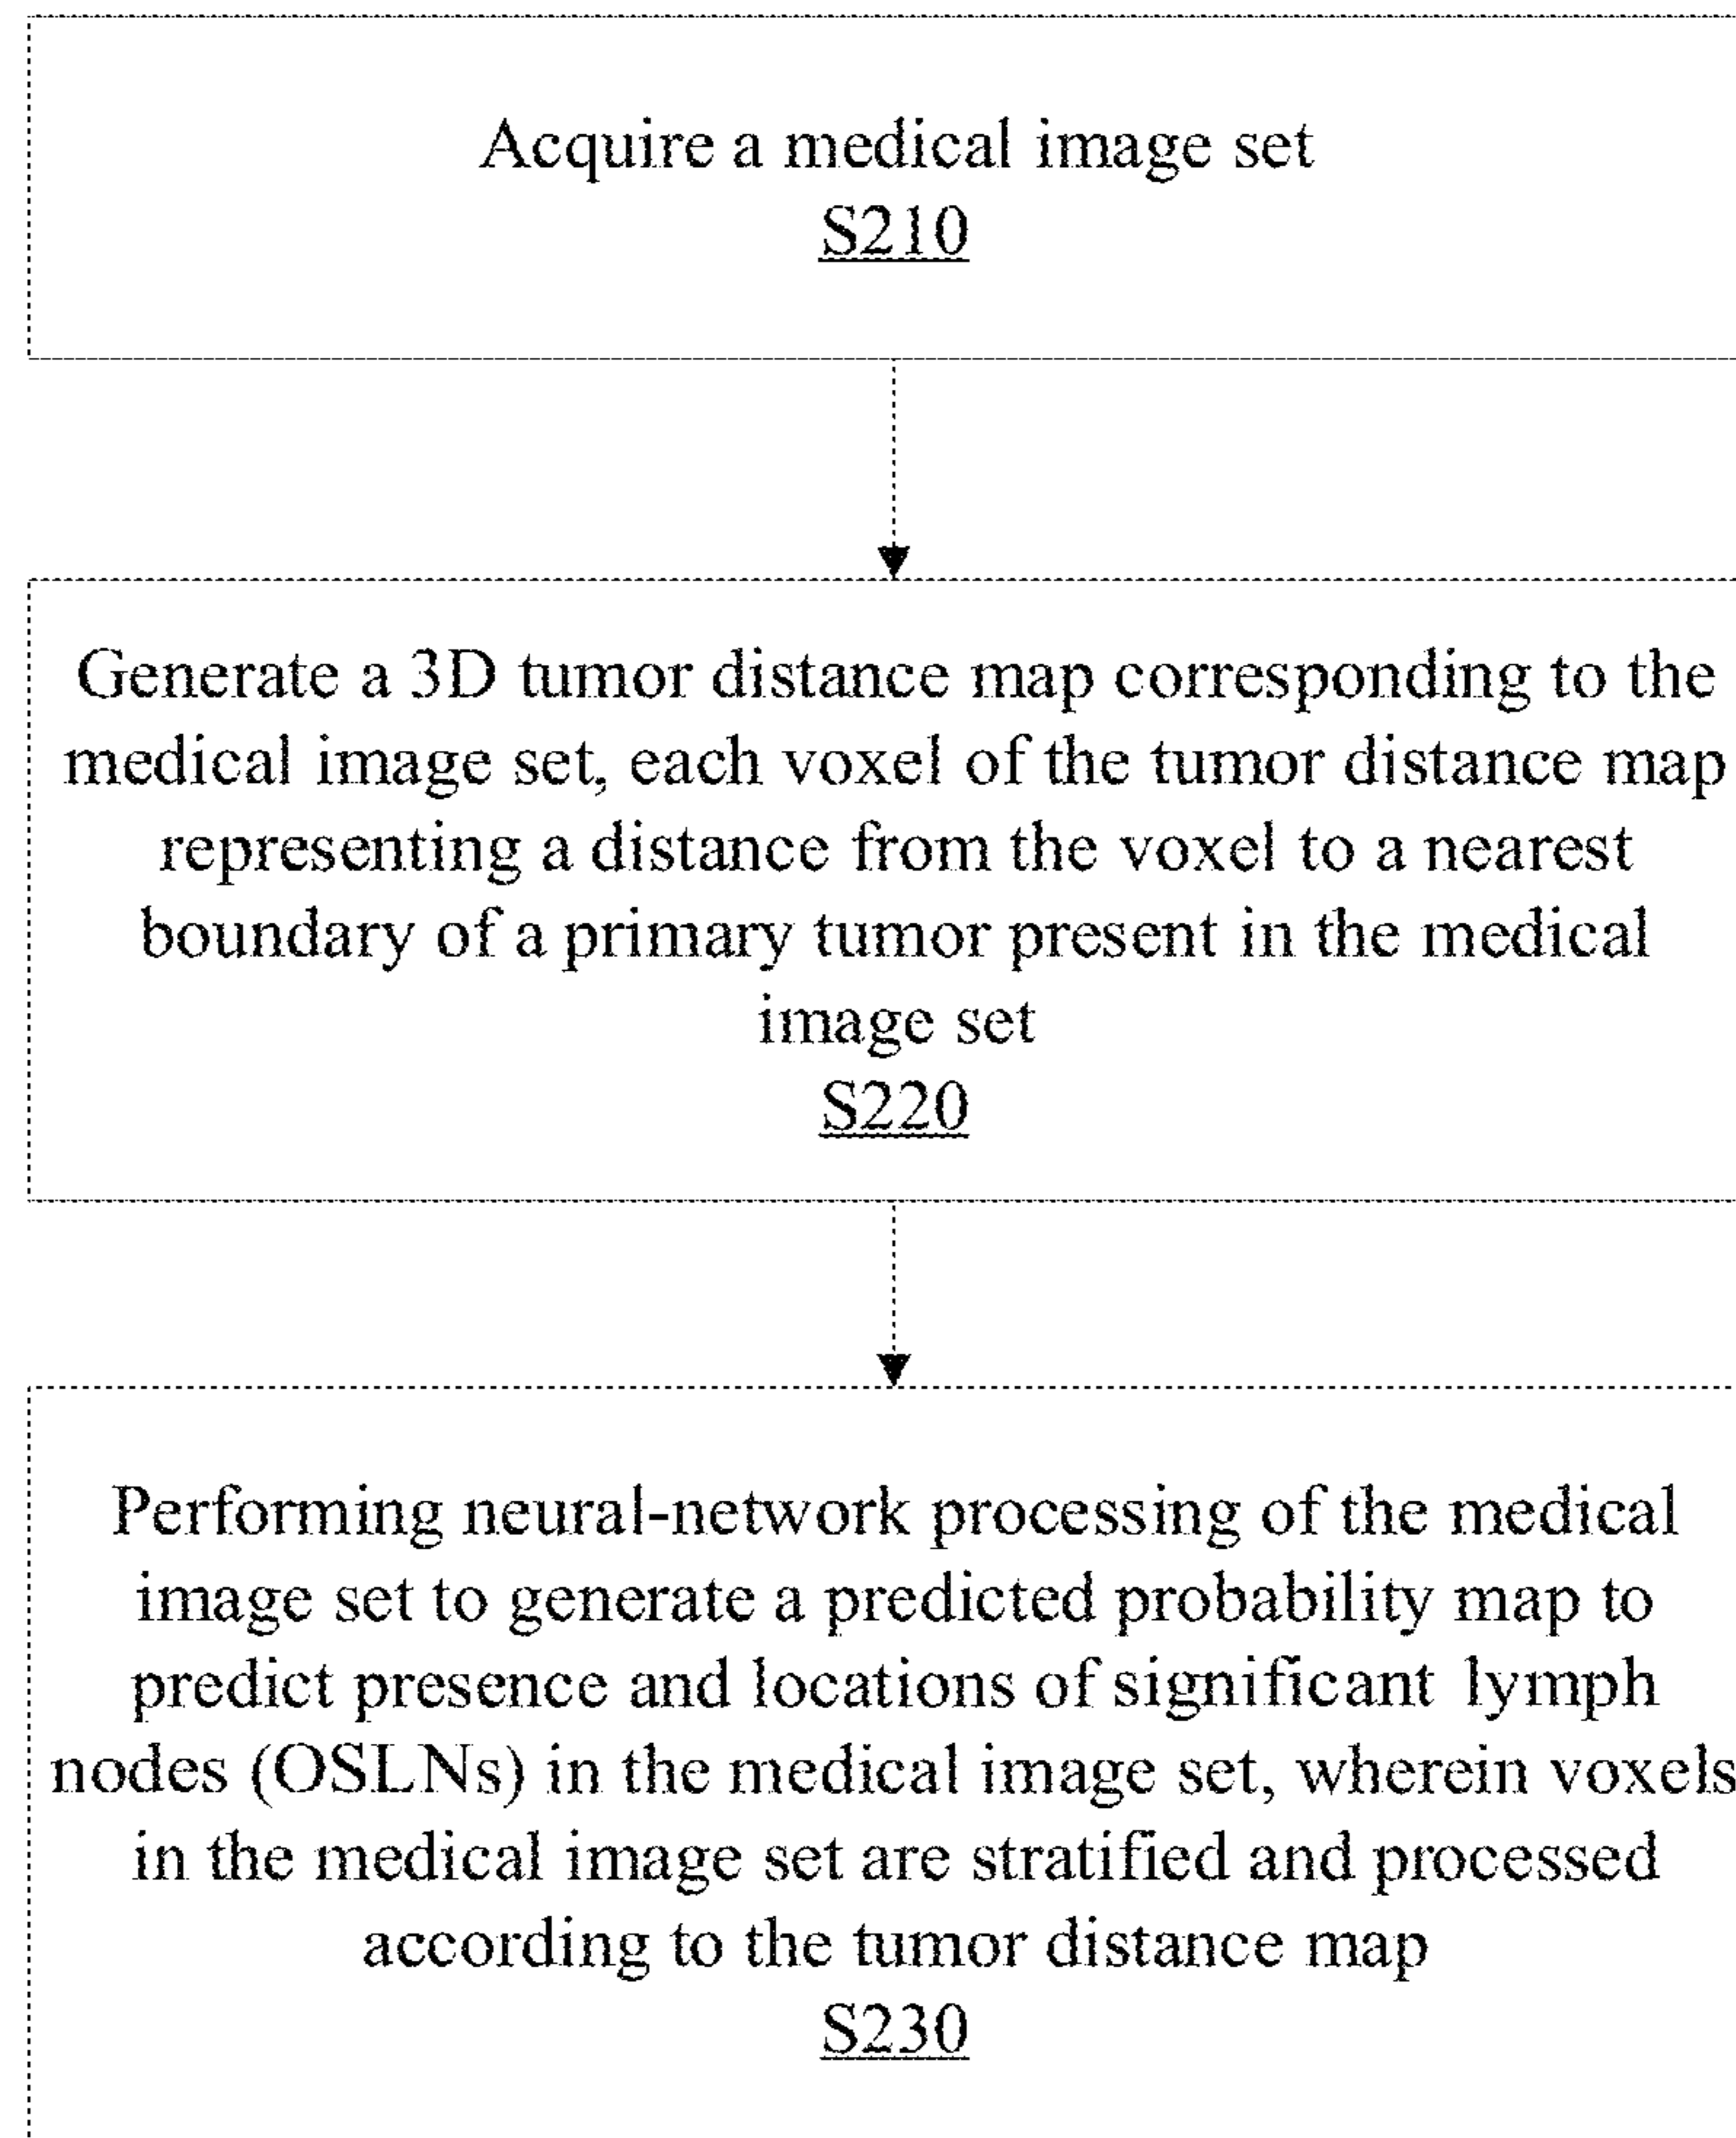 Acquire a medical image set
S210
Generate a 3D tumor distance map corresponding to the
medical image set, each voxel of the tumor distance map
representing a distance from the voxel to a nearest
boundary of a primary tumor present in the medical
image set
S220
Performing neural-network processing of the medical
image set to generate a predicted probability map to
predict presence and locations of significant lymph
nodes (OSLNs) in the medical image set, wherein voxels
in the medical image set are stratified and processed
according to the tumor distance map
S230